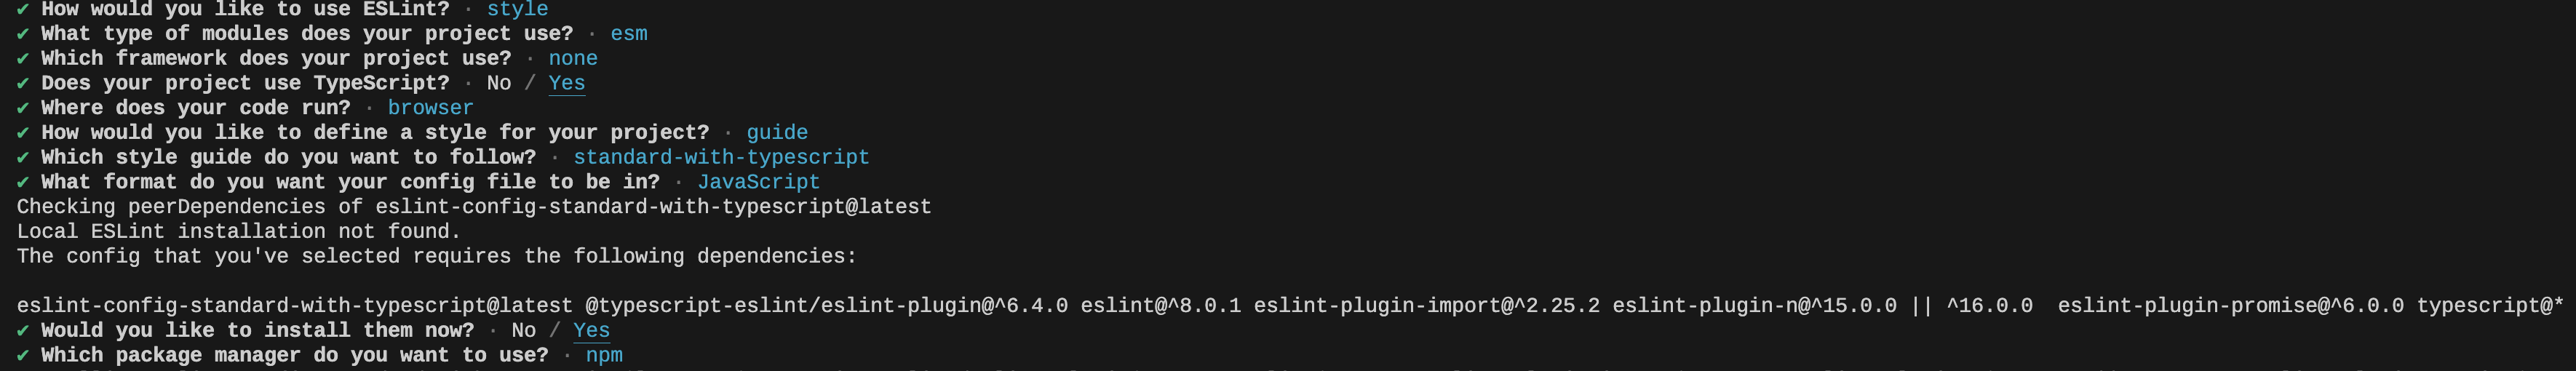 ✔ How would you like to use ESLint? · style
✔ What type of modules does your project use? · esm
✔ Which framework does your project use? · none
✔ Does your project use TypeScript? · No / Yes
✔ Where does your code run? · browser
✔ How would you like to define a style for your project? · guide
✔ Which style guide do you want to follow? · standard-with-typescript
✔ What format do you want your config file to be in? · JavaScript
Checking peerDependencies of eslint-config-standard-with-typescript@latest
Local ESLint installation not found.
The config that you've selected requires the following dependencies:
eslint-config-standard-with-typescript@latest @typescript-eslint/eslint-plugin@^6.4.0 eslint@^8.0.1 eslint-plugin-import@^2.25.2 eslint-plugin-n@^15.0.0 || ^16.0.0  eslint-plugin-promise@^6.0.0 typescript@*
✔ Would you like to install them now? · No / Yes
✔ Which package manager do you want to use? · npm